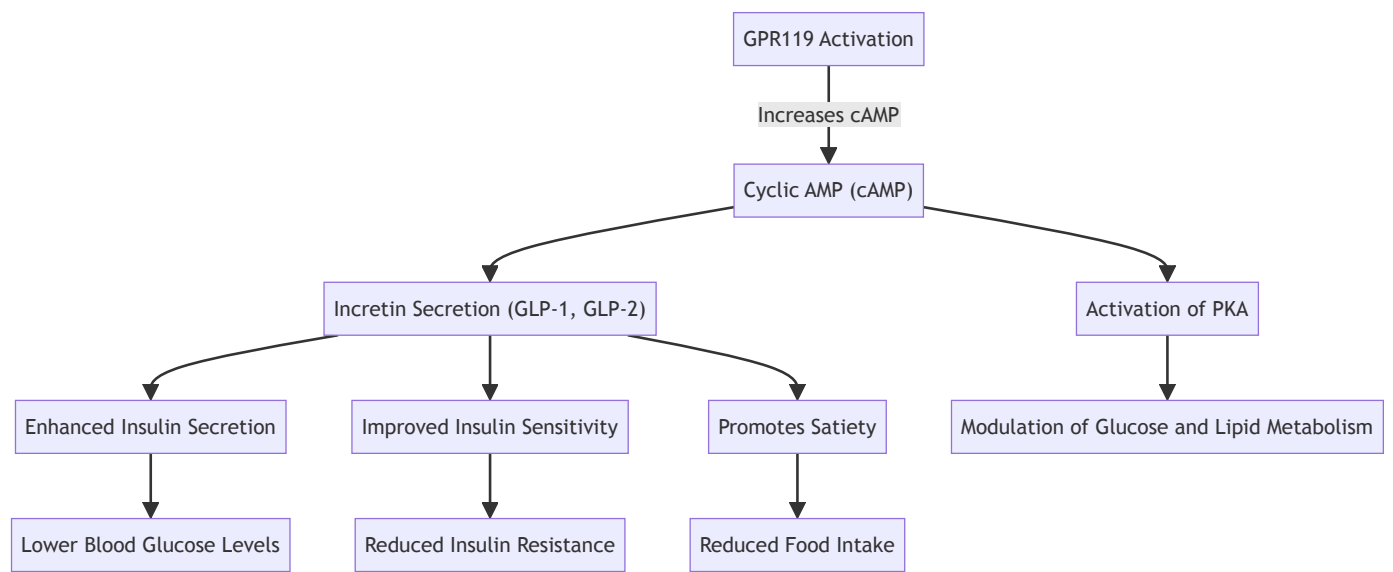 GPR119 Activation
Increases cAMP
Cyclic AMP (cAMP)
Incretin Secretion (GLP-1, GLP-2)
Activation of PKA
Enhanced Insulin Secretion
Improved Insulin Sensitivity
Promotes Satiety
Modulation of Glucose and Lipid Metabolism
Lower Blood Glucose Levels
Reduced Insulin Resistance
Reduced Food Intake